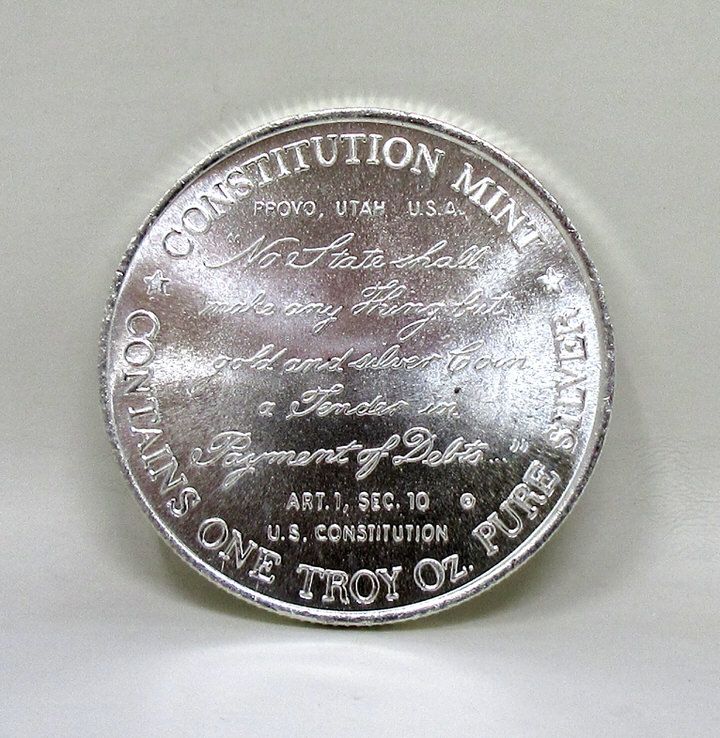 CONSTITUTION MINT
PROVO, UTAH U.S.A.
"No State shall
make any Thing but
gold and silver Coin
a Tender in
Payment of Debts..."
ART. 1, SEC. 10 ©
U.S. CONSTITUTION
CONTAINS ONE TROY OZ. PURE SILVER